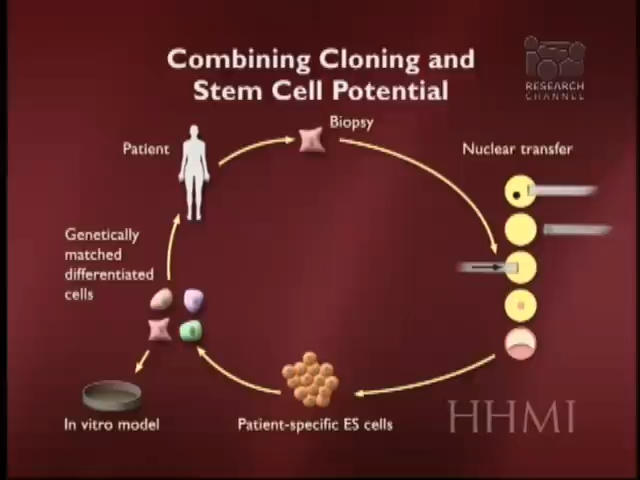 Combining Cloning and
Stem Cell Potential
RESEARCH
CHANNEL
Biopsy
Patient
Nuclear transfer
Genetically
matched
differentiated
cells
In vitro model
Patient-specific ES cells
HHMI